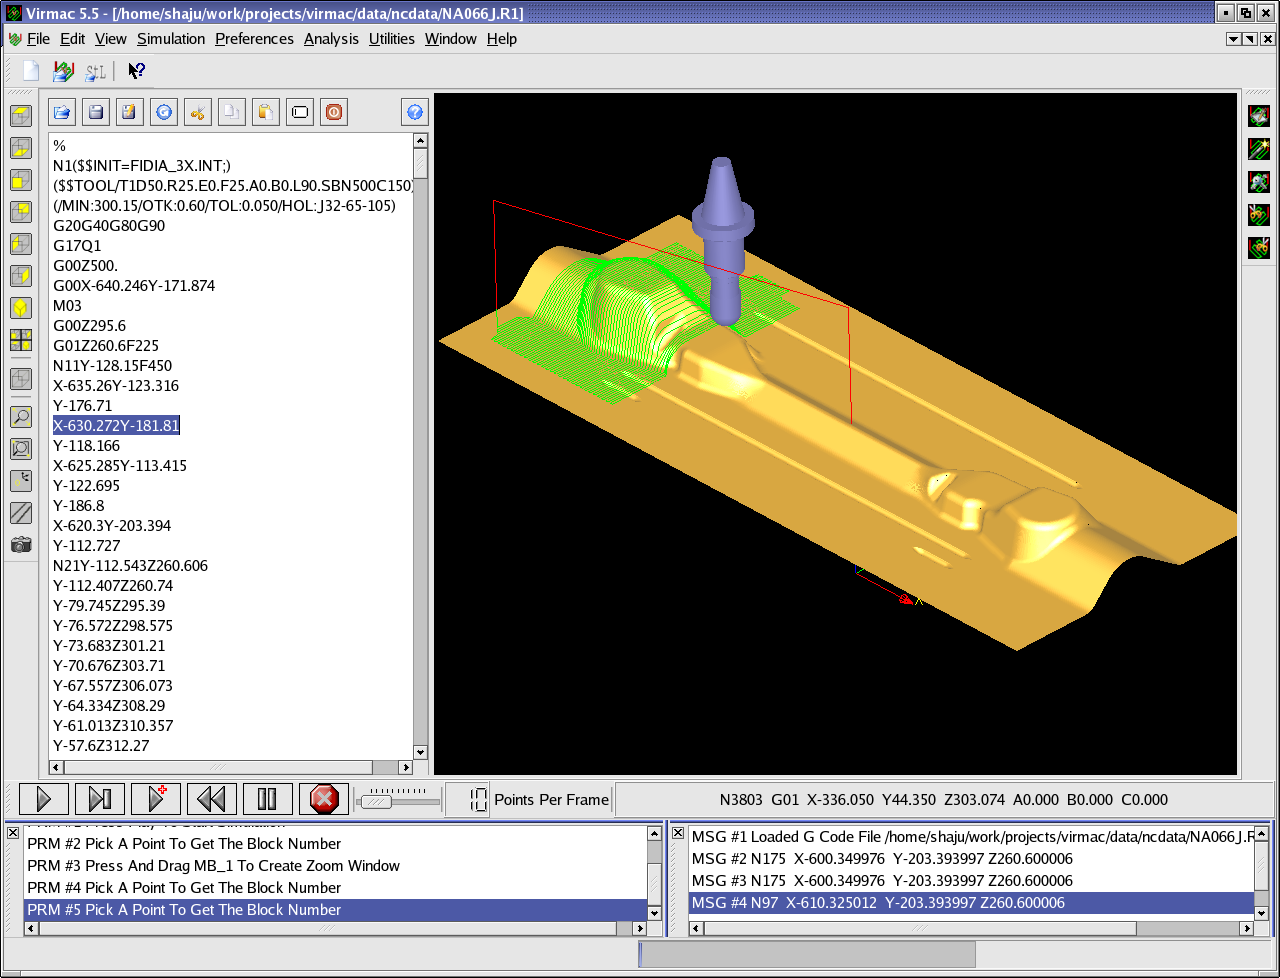 Virmac 5.5 - [/home/shaju/work/projects/virmac/data/ncdata/NA066_J.R1]
File Edit View Simulation Preferences Analysis Utilities Window Help
StL
%
N1($$INIT=FIDIA_3X.INT;)
($$TOOL/T1D50.R25.E0.F25.A0.B0.L90.SBN500C150)
(/MIN:300.15/OTK:0.60/TOL:0.050/HOL:J32-65-105)
G20G40G80G90
G17Q1
G00Z500.
G00X-640.246Y-171.874
M03
G00Z295.6
G01Z260.6F225
N11Y-128.15F450
X-635.26Y-123.316
Y-176.71
X-630.272Y-181.81
Y-118.166
X-625.285Y-113.415
Y-122.695
Y-186.8
X-620.3Y-203.394
Y-112.727
N21Y-112.543Z260.606
Y-112.407Z260.74
Y-79.745Z295.39
Y-76.572Z298.575
Y-73.683Z301.21
Y-70.676Z303.71
Y-67.557Z306.073
Y-64.334Z308.29
Y-61.013Z310.357
Y-57.6Z312.27
X
10 Points Per Frame
N3803 G01 X-336.050 Y44.350 Z303.074 A0.000 B0.000 C0.000
PRM #2 Pick A Point To Get The Block Number
PRM #3 Press And Drag MB_1 To Create Zoom Window
PRM #4 Pick A Point To Get The Block Number
PRM #5 Pick A Point To Get The Block Number
MSG #1 Loaded G Code File /home/shaju/work/projects/virmac/data/ncdata/NA066_J.R
MSG #2 N175 X-600.349976 Y-203.393997 Z260.600006
MSG #3 N175 X-600.349976 Y-203.393997 Z260.600006
MSG #4 N97 X-610.325012 Y-203.393997 Z260.600006